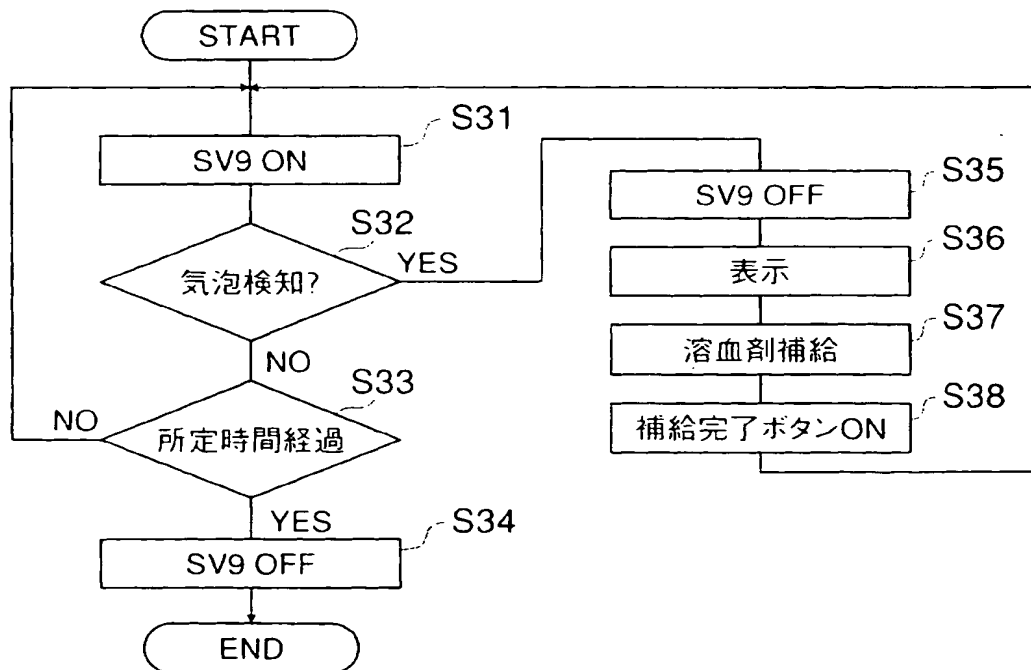 START
S31
SV9 ON
S32
気泡検知?
YES
NO
S33
NO
所定時間経過
YES
S34
SV9 OFF
END
S35
SV9 OFF
S36
表示
S37
溶血剤補給
S38
補給完了ボタンON